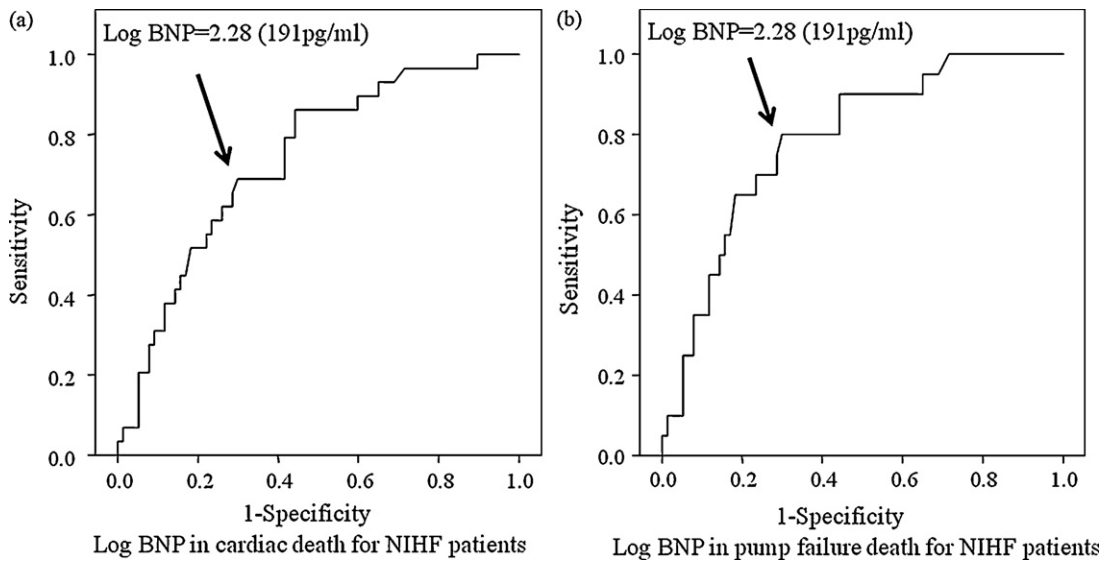 (a)
Log BNP=2.28 (191pg/ml)
1.0
0.8
0.6
0.4
0.2
0.0
Sensitivity
0.0 0.2 0.4 0.6 0.8 1.0
1-Specificity
Log BNP in cardiac death for NIHF patients
(b)
Log BNP=2.28 (191pg/ml)
1.0
0.8
0.6
0.4
0.2
0.0
Sensitivity
0.0 0.2 0.4 0.6 0.8 1.0
1-Specificity
Log BNP in pump failure death for NIHF patients